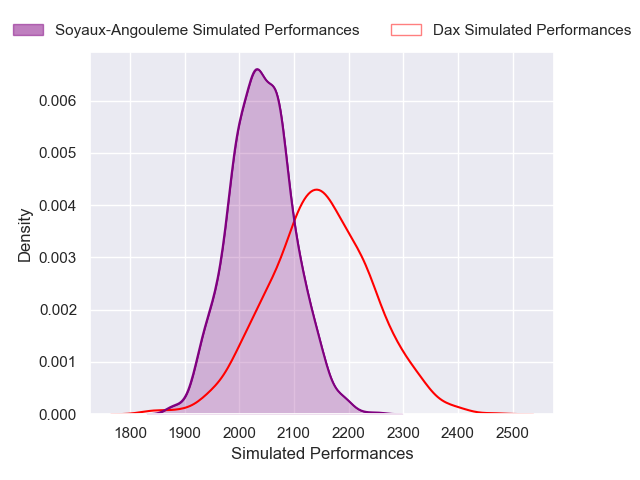 Soyaux-Angouleme Simulated Performances
Dax Simulated Performances
Density
0.006
0.005
0.004
0.003
0.002
0.001
0.000
1800 1900 2000 2100 2200 2300 2400 2500
Simulated Performances